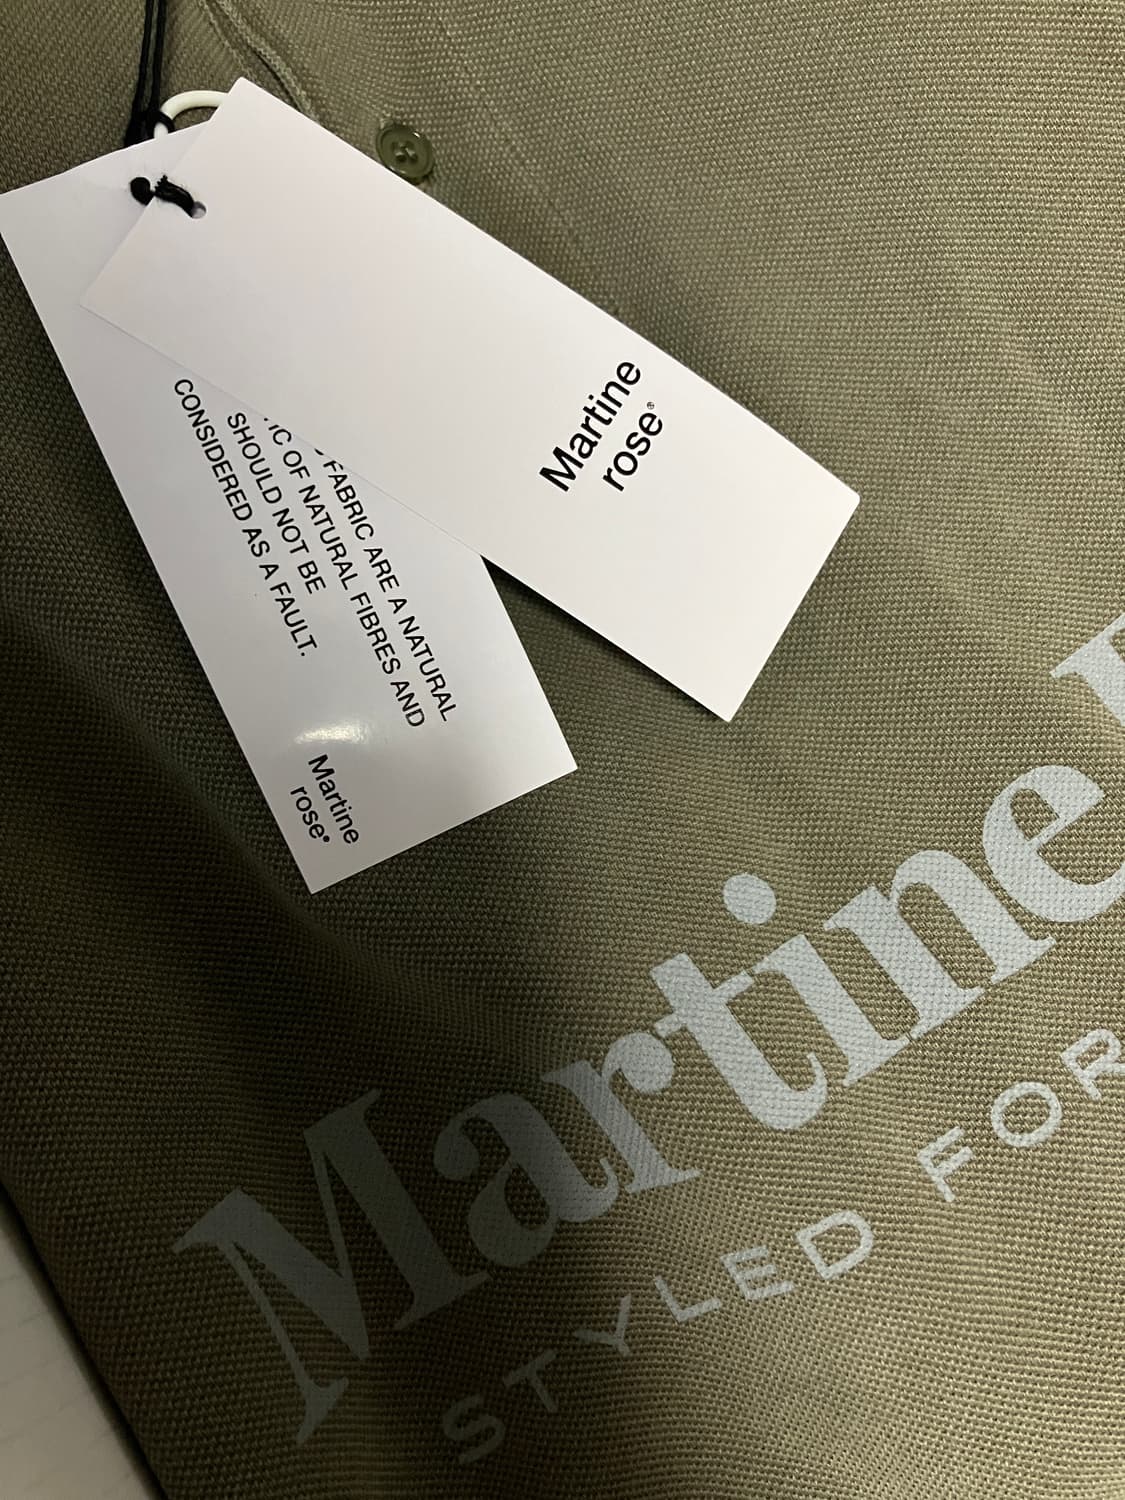 Martine
rose®
FABRIC ARE A NATURAL
OF NATURAL FIBRES AND
SHOULD NOT BE
CONSIDERED AS A FAULT.
Martine
rose®
Martine
STYLED FOR